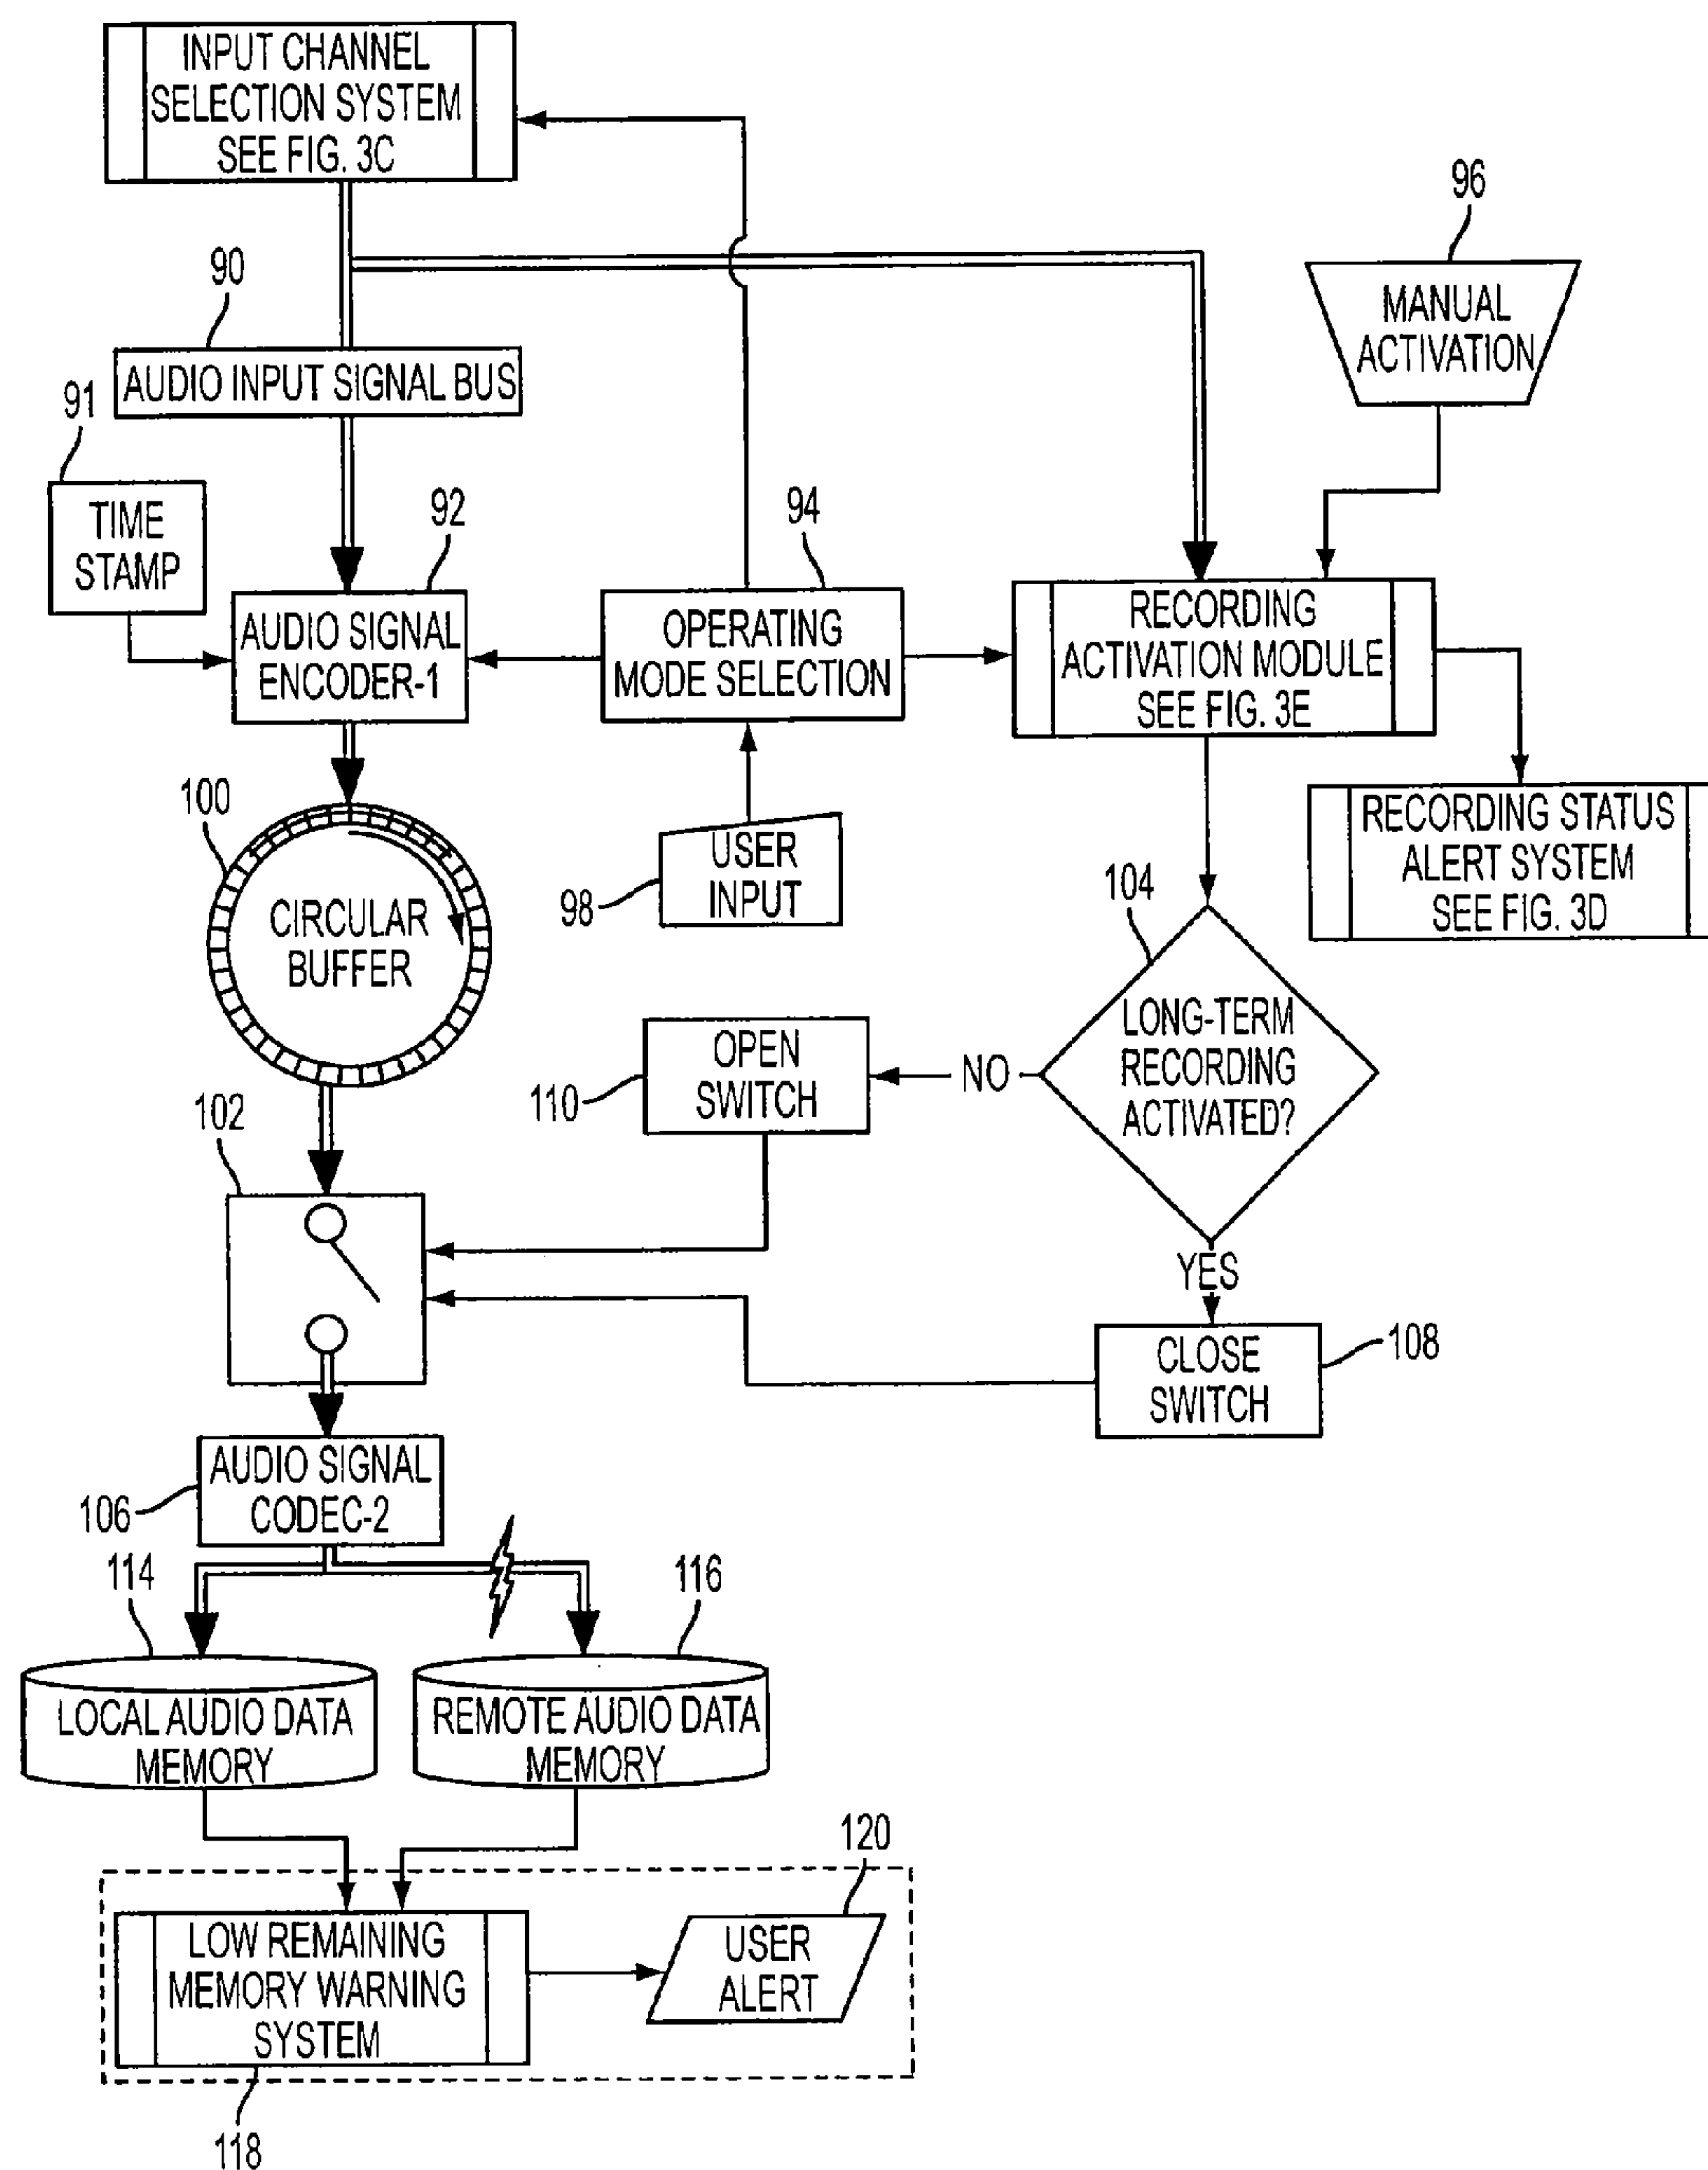 INPUT CHANNEL
SELECTION SYSTEM
SEE FIG. 3C
96
MANUAL
ACTIVATION
90
AUDIO INPUT SIGNAL BUS
91
TIME
STAMP
92
AUDIO SIGNAL
ENCODER-1
94
OPERATING
MODE SELECTION
RECORDING
ACTIVATION MODULE
SEE FIG. 3E
100
CIRCULAR
BUFFER
98
USER
INPUT
RECORDING STATUS
ALERT SYSTEM
SEE FIG. 3D
104
LONG-TERM
RECORDING
ACTIVATED?
NO
OPEN
SWITCH
110
102
YES
CLOSE
SWITCH
108
AUDIO SIGNAL
CODEC-2
106
114
LOCAL AUDIO DATA
MEMORY
116
REMOTE AUDIO DATA
MEMORY
120
LOW REMAINING
MEMORY WARNING
SYSTEM
USER
ALERT
118